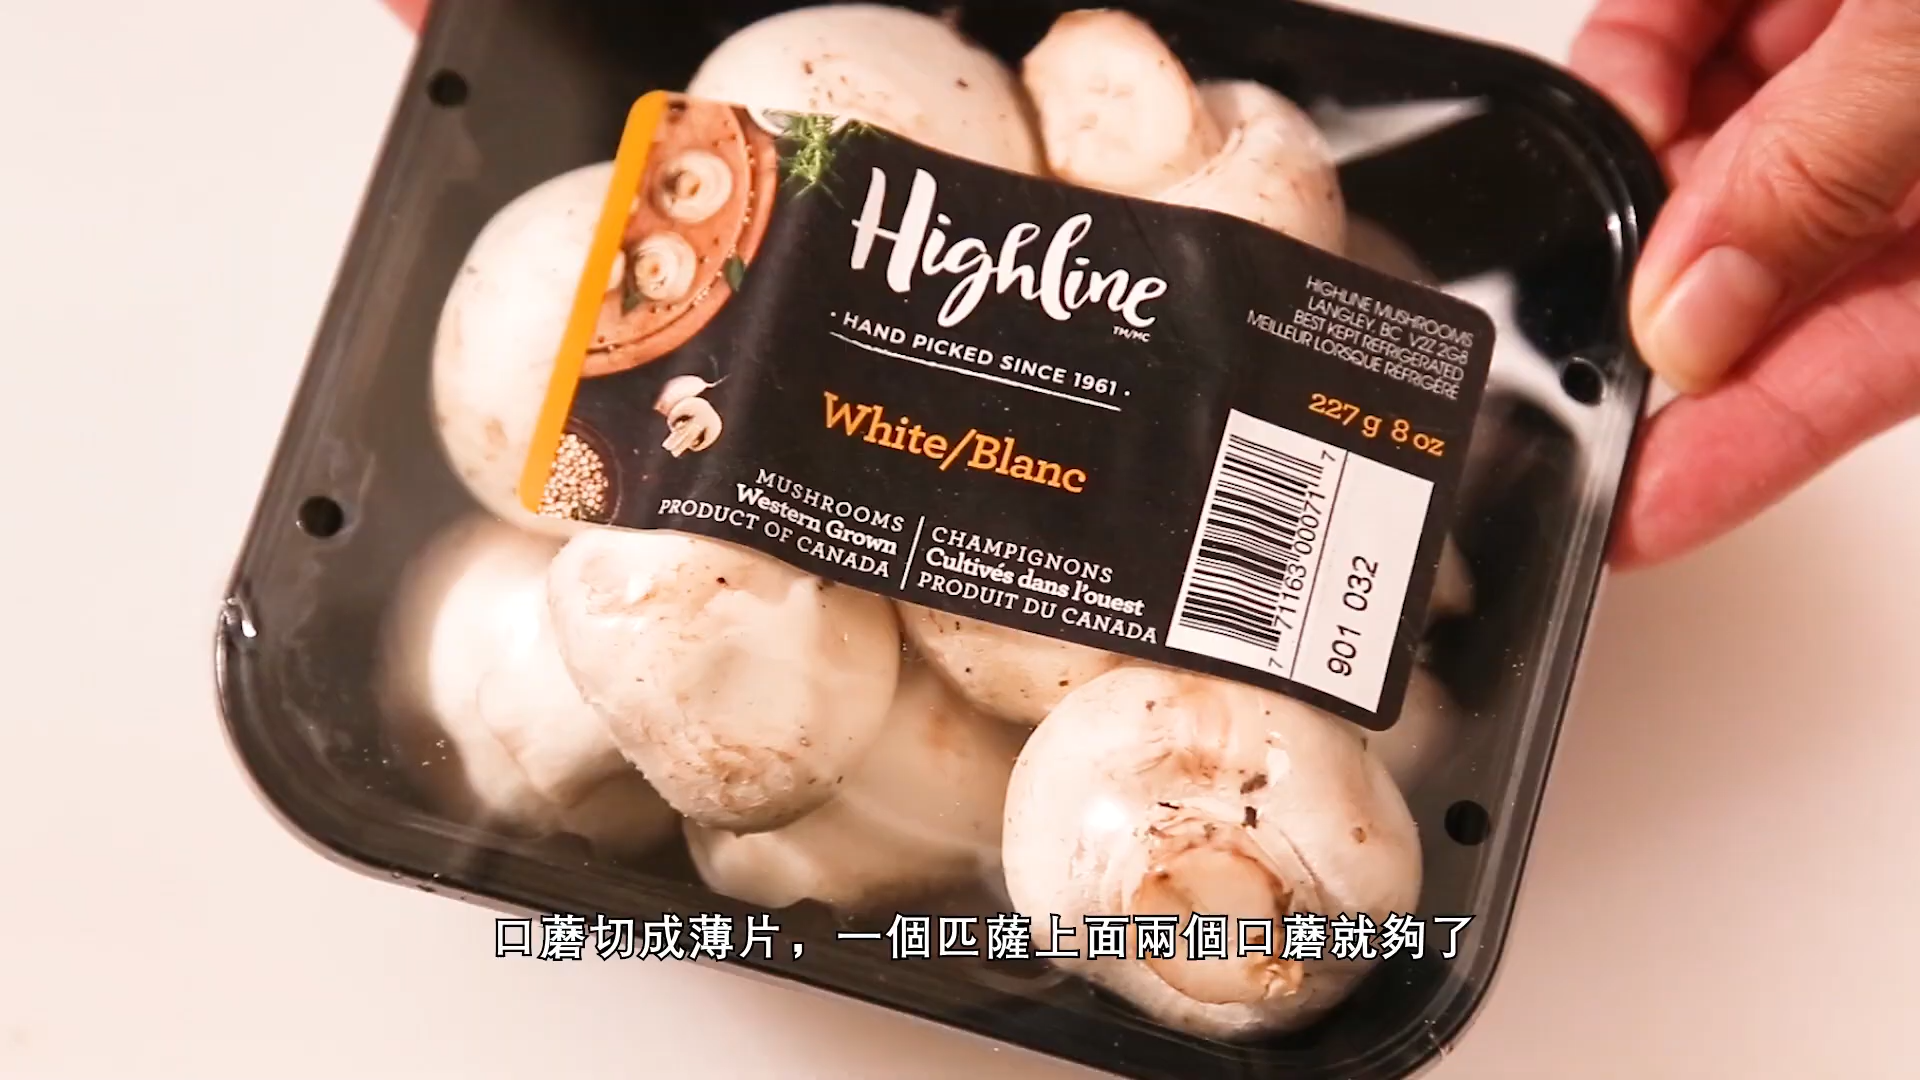 Highline
TM/MC
· HAND PICKED SINCE 1961 ·
White/Blanc
MUSHROOMS
Western Grown
PRODUCT OF CANADA
CHAMPIGNONS
Cultivés dans l'ouest
PRODUIT DU CANADA
HIGHLINE MUSHROOMS
LANGLEY, BC V2Z 2G8
BEST KEPT REFRIGERATED
MEILLEUR LORSQUE RÉFRIGÉRÉ
227 g 8 oz
7 71163 00071 7
901 032
口蘑切成薄片，一個匹薩上面兩個口蘑就夠了